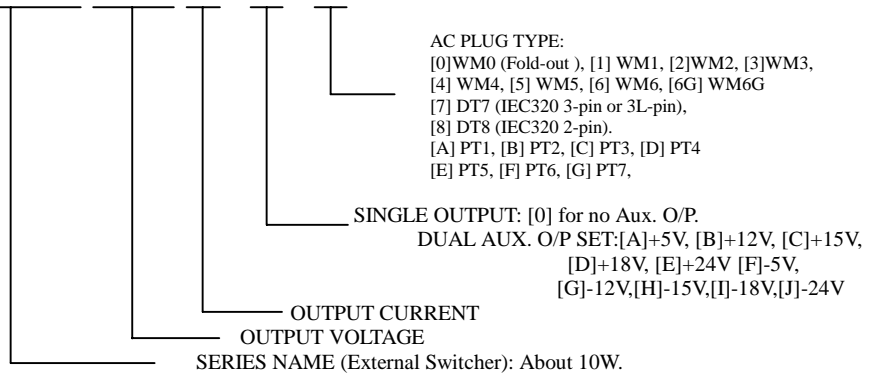 AC PLUG TYPE:
[0]WM0 (Fold-out ), [1] WM1, [2]WM2, [3]WM3,
[4] WM4, [5] WM5, [6] WM6, [6G] WM6G
[7] DT7 (IEC320 3-pin or 3L-pin),
[8] DT8 (IEC320 2-pin).
[A] PT1, [B] PT2, [C] PT3, [D] PT4
[E] PT5, [F] PT6, [G] PT7,
SINGLE OUTPUT: [0] for no Aux. O/P.
DUAL AUX. O/P SET:[A]+5V, [B]+12V, [C]+15V,
[D]+18V, [E]+24V [F]-5V,
[G]-12V,[H]-15V,[I]-18V,[J]-24V
OUTPUT CURRENT
OUTPUT VOLTAGE
SERIES NAME (External Switcher): About 10W.